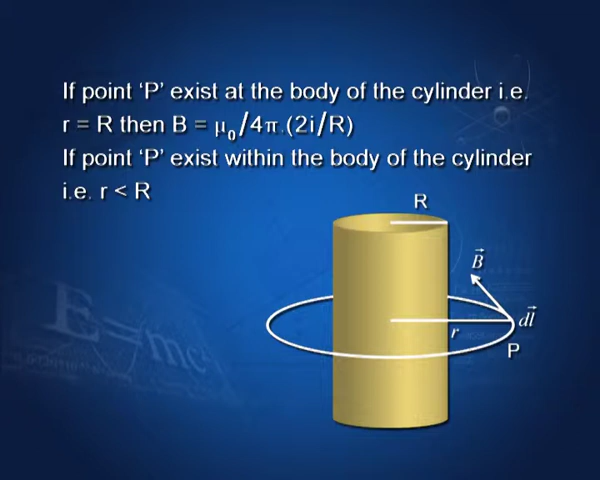 If point ‘P’ exist at the body of the cylinder i.e.
r = R then B = μ₀/4π.(2i/R)
If point ‘P’ exist within the body of the cylinder
i.e. r < R
R
B⃗
dl⃗
r
P
E=mc